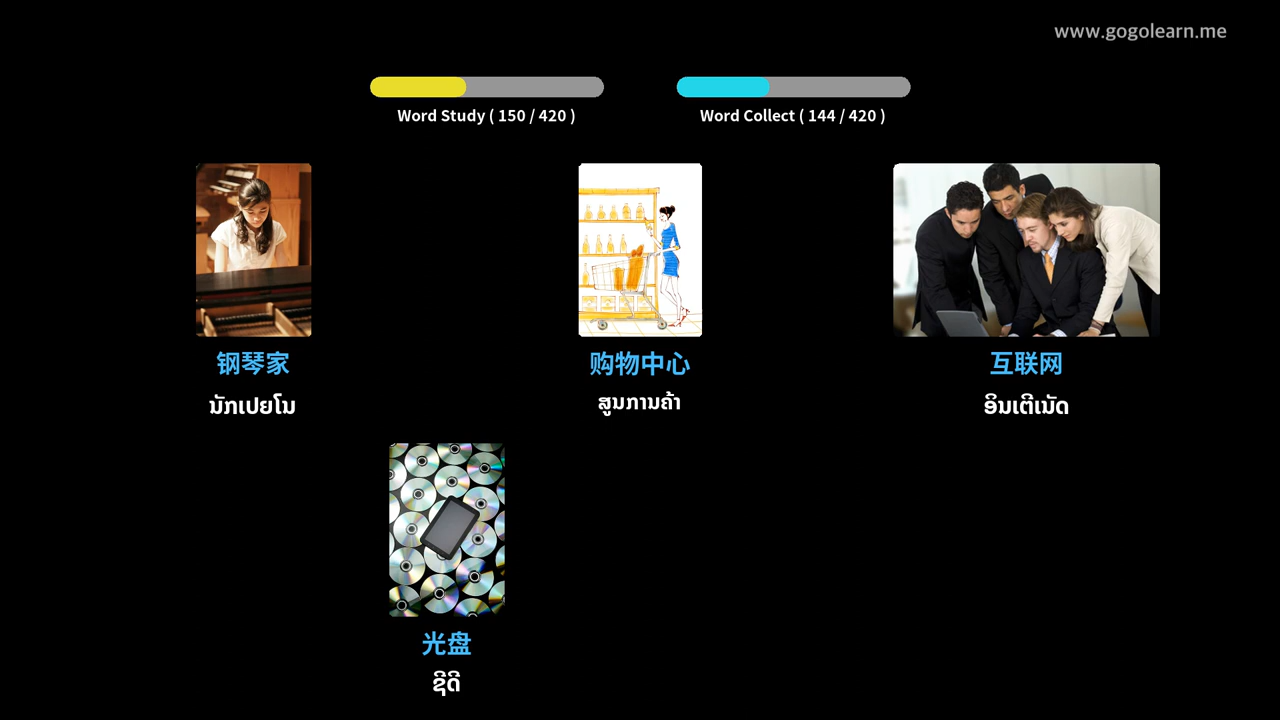 www.gogolearn.me
Word Study ( 150 / 420 )
Word Collect ( 144 / 420 )
钢琴家
ນັກເປຍໂນ
购物中心
ສູນການຄ້າ
互联网
ອິນເຕີເນັດ
光盘
ຊີດີ